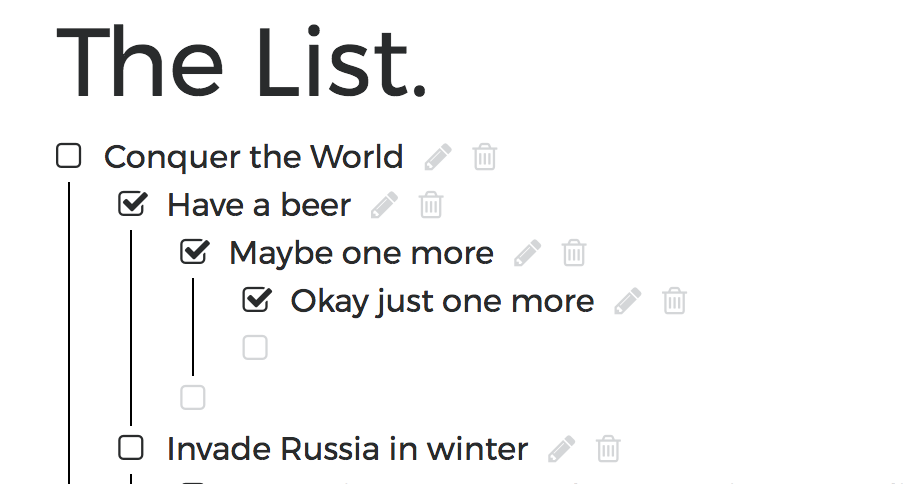 The List.
Conquer the World
Have a beer
Maybe one more
Okay just one more
Invade Russia in winter